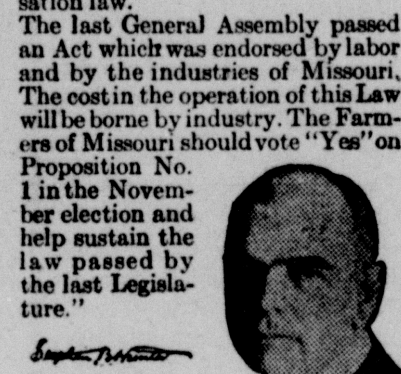 sation law.
The last General Assembly passed
an Act which was endorsed by labor
and by the industries of Missouri.
The cost in the operation of this Law
will be borne by industry. The Farm-
ers of Missouri should vote "Yes" on
Proposition No.
1 in the Novem-
ber election and
help sustain the
law passed by
the last Legisla-
ture."